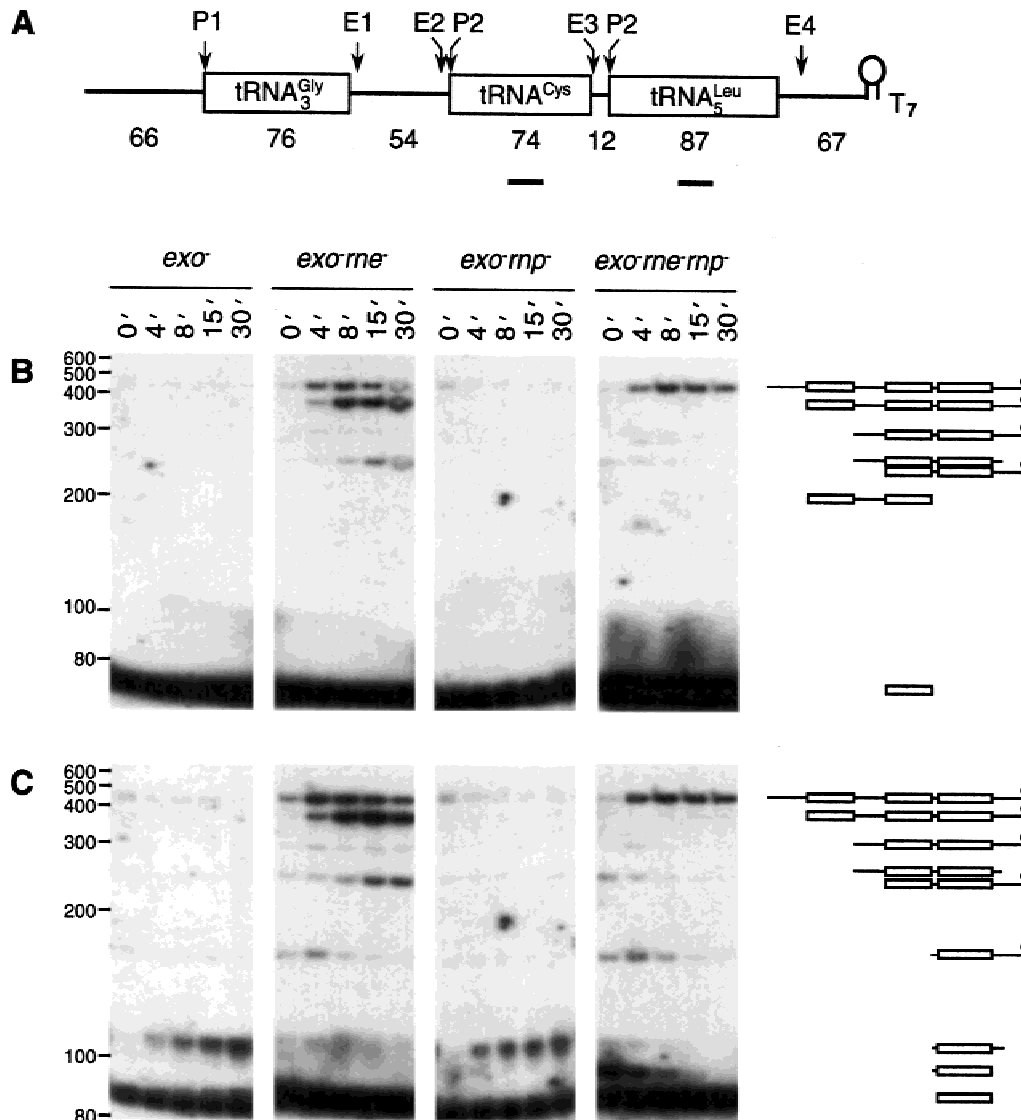 A
P1 E1 E2 P2 E3 P2 E4
tRNA₃ᴳˡʸ tRNAᶜʸˢ tRNA₅ᴸᵉᵘ T₇
66 76 54 74 12 87 67
exo⁻ exo⁻rne⁻ exo⁻rnp⁻ exo⁻rne⁻rnp⁻
0′ 4′ 8′ 15′ 30′ 0′ 4′ 8′ 15′ 30′ 0′ 4′ 8′ 15′ 30′ 0′ 4′ 8′ 15′ 30′
B
600
500
400
300
200
100
80
C
600
500
400
300
200
100
80